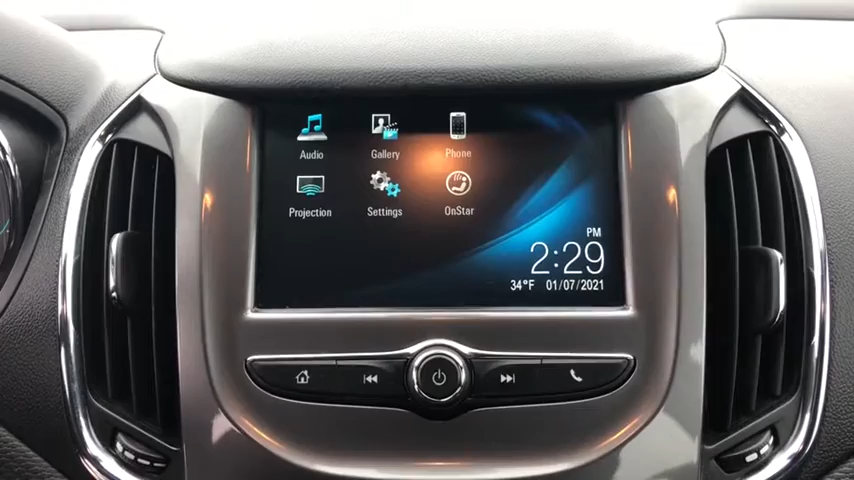 Audio Gallery Phone
Projection Settings OnStar
PM
2:29
34°F 01/07/2021